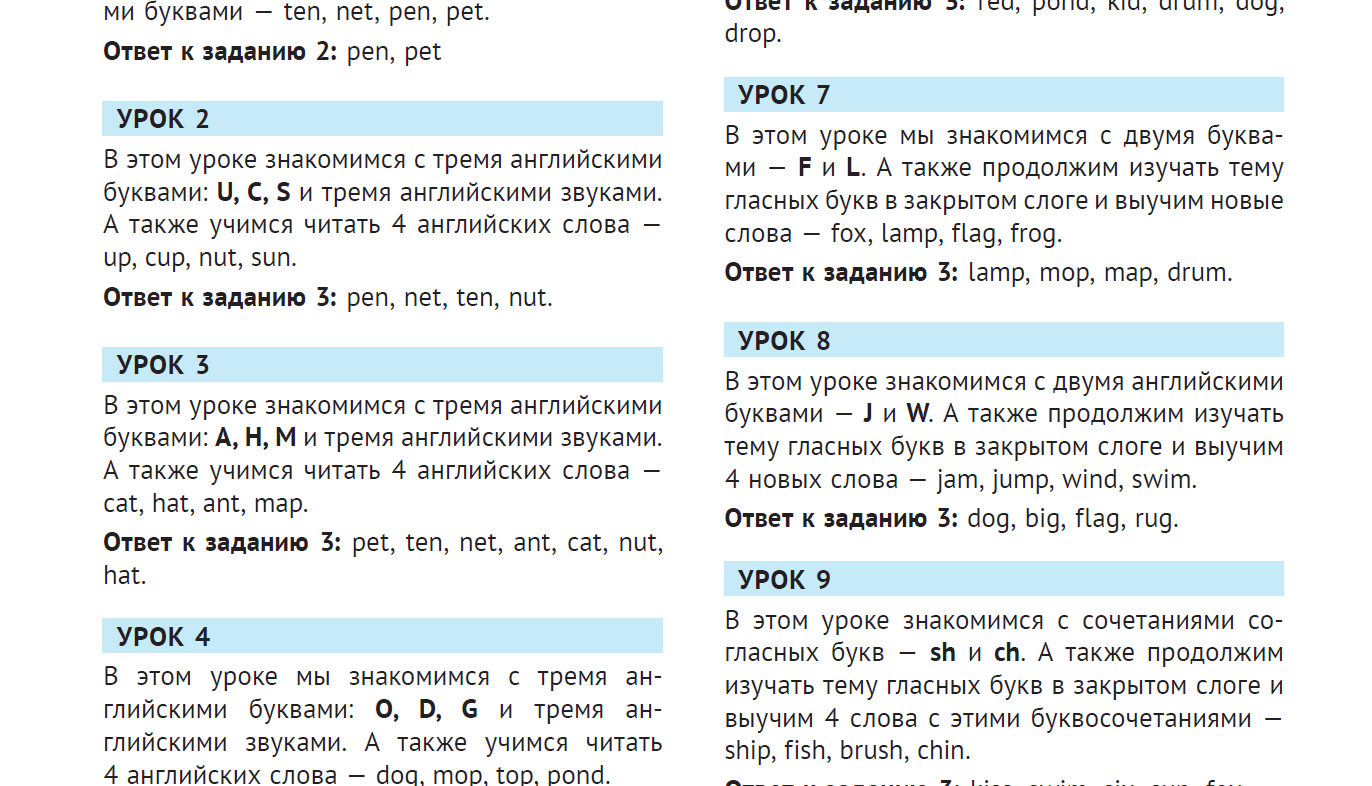 ми буквами — ten, net, pen, pet.
Ответ к заданию 2: pen, pet
УРОК 2
В этом уроке знакомимся с тремя английскими
буквами: U, C, S и тремя английскими звуками.
А также учимся читать 4 английских слова —
up, cup, nut, sun.
Ответ к заданию 3: pen, net, ten, nut.
УРОК 3
В этом уроке знакомимся с тремя английскими
буквами: A, H, M и тремя английскими звуками.
А также учимся читать 4 английских слова —
cat, hat, ant, map.
Ответ к заданию 3: pet, ten, net, ant, cat, nut,
hat.
УРОК 4
В этом уроке мы знакомимся с тремя ан-
глийскими буквами: O, D, G и тремя ан-
глийскими звуками. А также учимся читать
4 английских слова — dog, mop, top, pond.
Ответ к заданию 3: red, pond, kid, drum, dog,
drop.
УРОК 7
В этом уроке мы знакомимся с двумя буква-
ми — F и L. А также продолжим изучать тему
гласных букв в закрытом слоге и выучим новые
слова — fox, lamp, flag, frog.
Ответ к заданию 3: lamp, mop, map, drum.
УРОК 8
В этом уроке знакомимся с двумя английскими
буквами — J и W. А также продолжим изучать
тему гласных букв в закрытом слоге и выучим
4 новых слова — jam, jump, wind, swim.
Ответ к заданию 3: dog, big, flag, rug.
УРОК 9
В этом уроке знакомимся с сочетаниями со-
гласных букв — sh и ch. А также продолжим
изучать тему гласных букв в закрытом слоге и
выучим 4 слова с этими буквосочетаниями —
ship, fish, brush, chin.